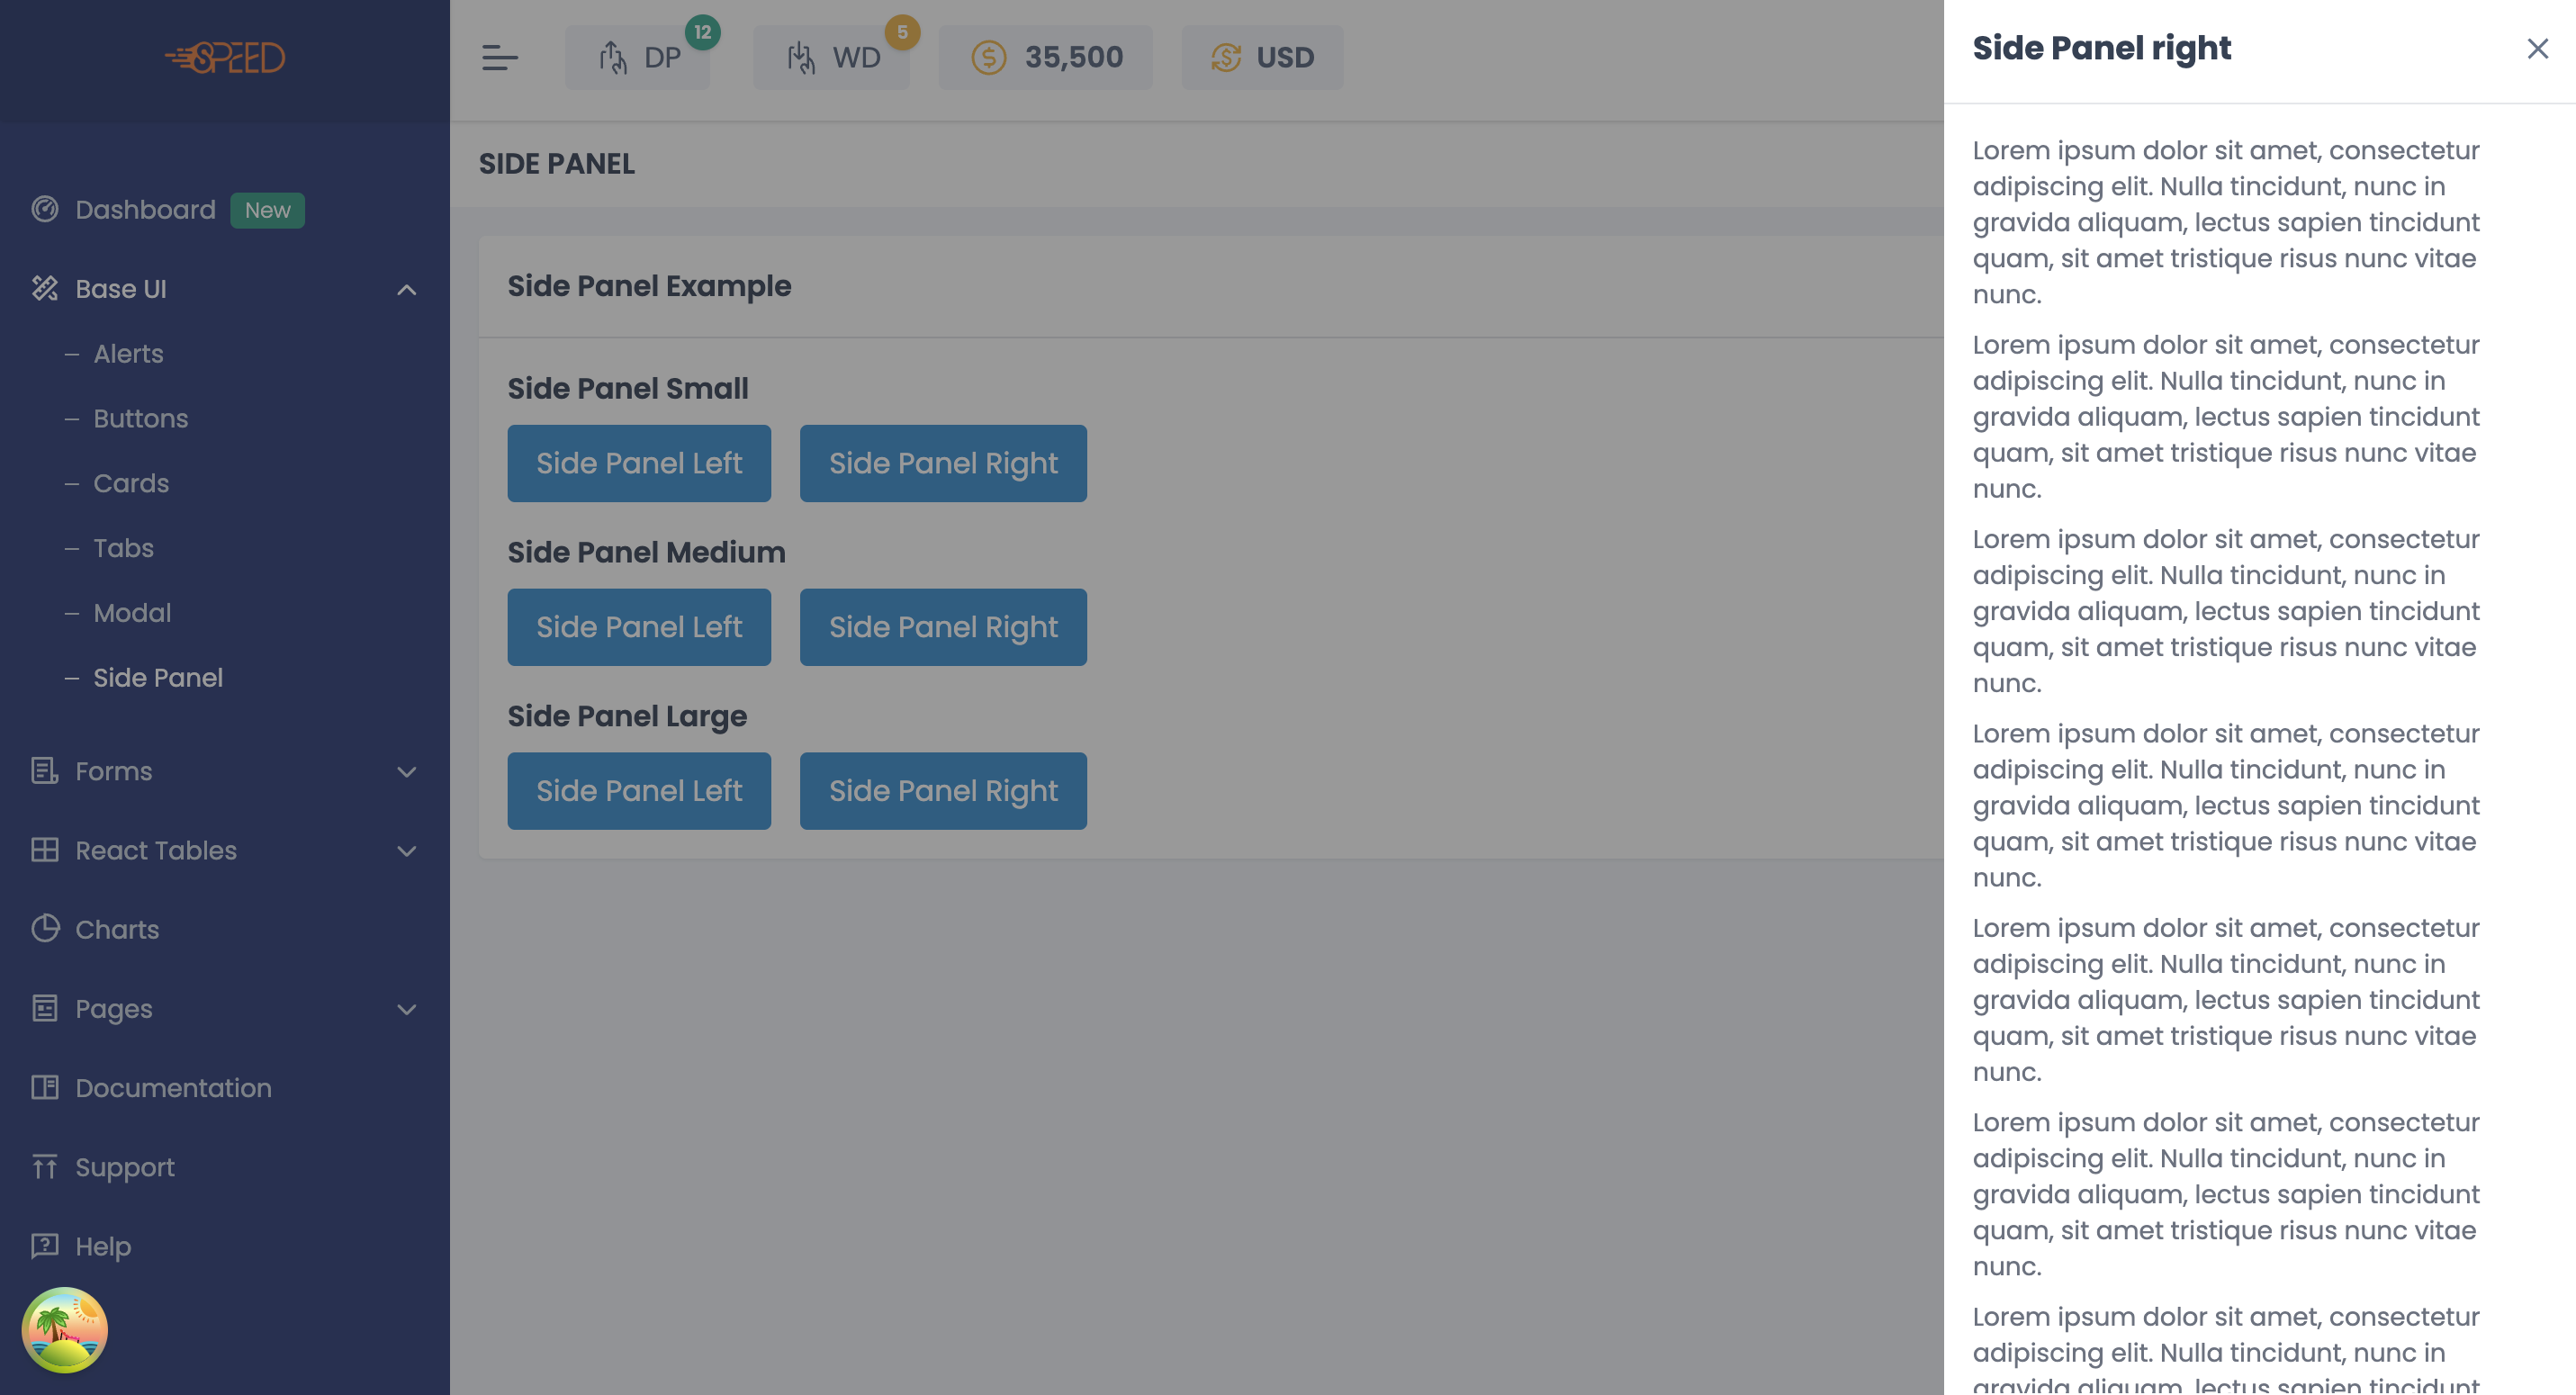 SPEED
Dashboard New
Base UI
Alerts
Buttons
Cards
Tabs
Modal
Side Panel
Forms
React Tables
Charts
Pages
Documentation
Support
Help
DP 12
WD 5
35,500
USD
SIDE PANEL
Side Panel Example
Side Panel Small
Side Panel Left
Side Panel Right
Side Panel Medium
Side Panel Left
Side Panel Right
Side Panel Large
Side Panel Left
Side Panel Right
Side Panel right
Lorem ipsum dolor sit amet, consectetur
adipiscing elit. Nulla tincidunt, nunc in
gravida aliquam, lectus sapien tincidunt
quam, sit amet tristique risus nunc vitae
nunc.
Lorem ipsum dolor sit amet, consectetur
adipiscing elit. Nulla tincidunt, nunc in
gravida aliquam, lectus sapien tincidunt
quam, sit amet tristique risus nunc vitae
nunc.
Lorem ipsum dolor sit amet, consectetur
adipiscing elit. Nulla tincidunt, nunc in
gravida aliquam, lectus sapien tincidunt
quam, sit amet tristique risus nunc vitae
nunc.
Lorem ipsum dolor sit amet, consectetur
adipiscing elit. Nulla tincidunt, nunc in
gravida aliquam, lectus sapien tincidunt
quam, sit amet tristique risus nunc vitae
nunc.
Lorem ipsum dolor sit amet, consectetur
adipiscing elit. Nulla tincidunt, nunc in
gravida aliquam, lectus sapien tincidunt
quam, sit amet tristique risus nunc vitae
nunc.
Lorem ipsum dolor sit amet, consectetur
adipiscing elit. Nulla tincidunt, nunc in
gravida aliquam, lectus sapien tincidunt
quam, sit amet tristique risus nunc vitae
nunc.
Lorem ipsum dolor sit amet, consectetur
adipiscing elit. Nulla tincidunt, nunc in
gravida aliquam, lectus sapien tincidunt